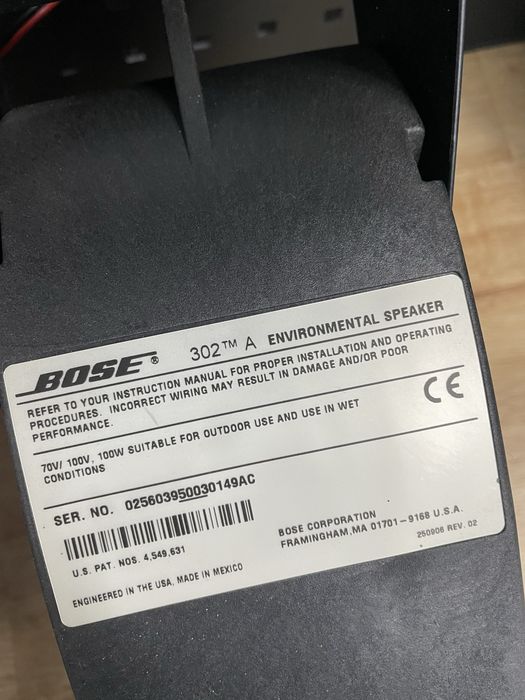 BOSE® 302™ A ENVIRONMENTAL SPEAKER
REFER TO YOUR INSTRUCTION MANUAL FOR PROPER INSTALLATION AND OPERATING
PROCEDURES. INCORRECT WIRING MAY RESULT IN DAMAGE AND/OR POOR
PERFORMANCE.
CE
70V/ 100V, 100W SUITABLE FOR OUTDOOR USE AND USE IN WET
CONDITIONS
SER. NO. 025603950030149AC
U.S. PAT. NOS. 4,549,631
BOSE CORPORATION
FRAMINGHAM,MA 01701-9168 U.S.A.
250906 REV. 02
ENGINEERED IN THE USA, MADE IN MEXICO